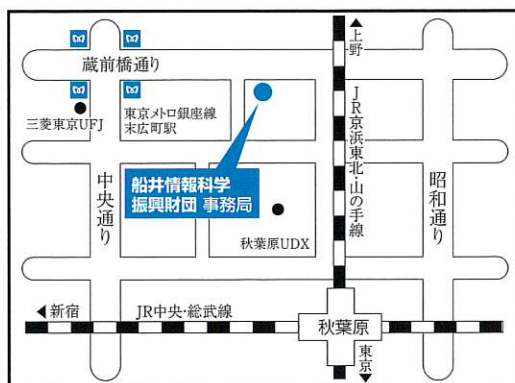 ▲上野
蔵前橋通り
三菱東京UFJ
東京メトロ銀座線
末広町駅
JR京浜東北・山の手線
中央通り
昭和通り
船井情報科学
振興財団 事務局
秋葉原UDX
◀新宿
JR中央・総武線
秋葉原
東京▶